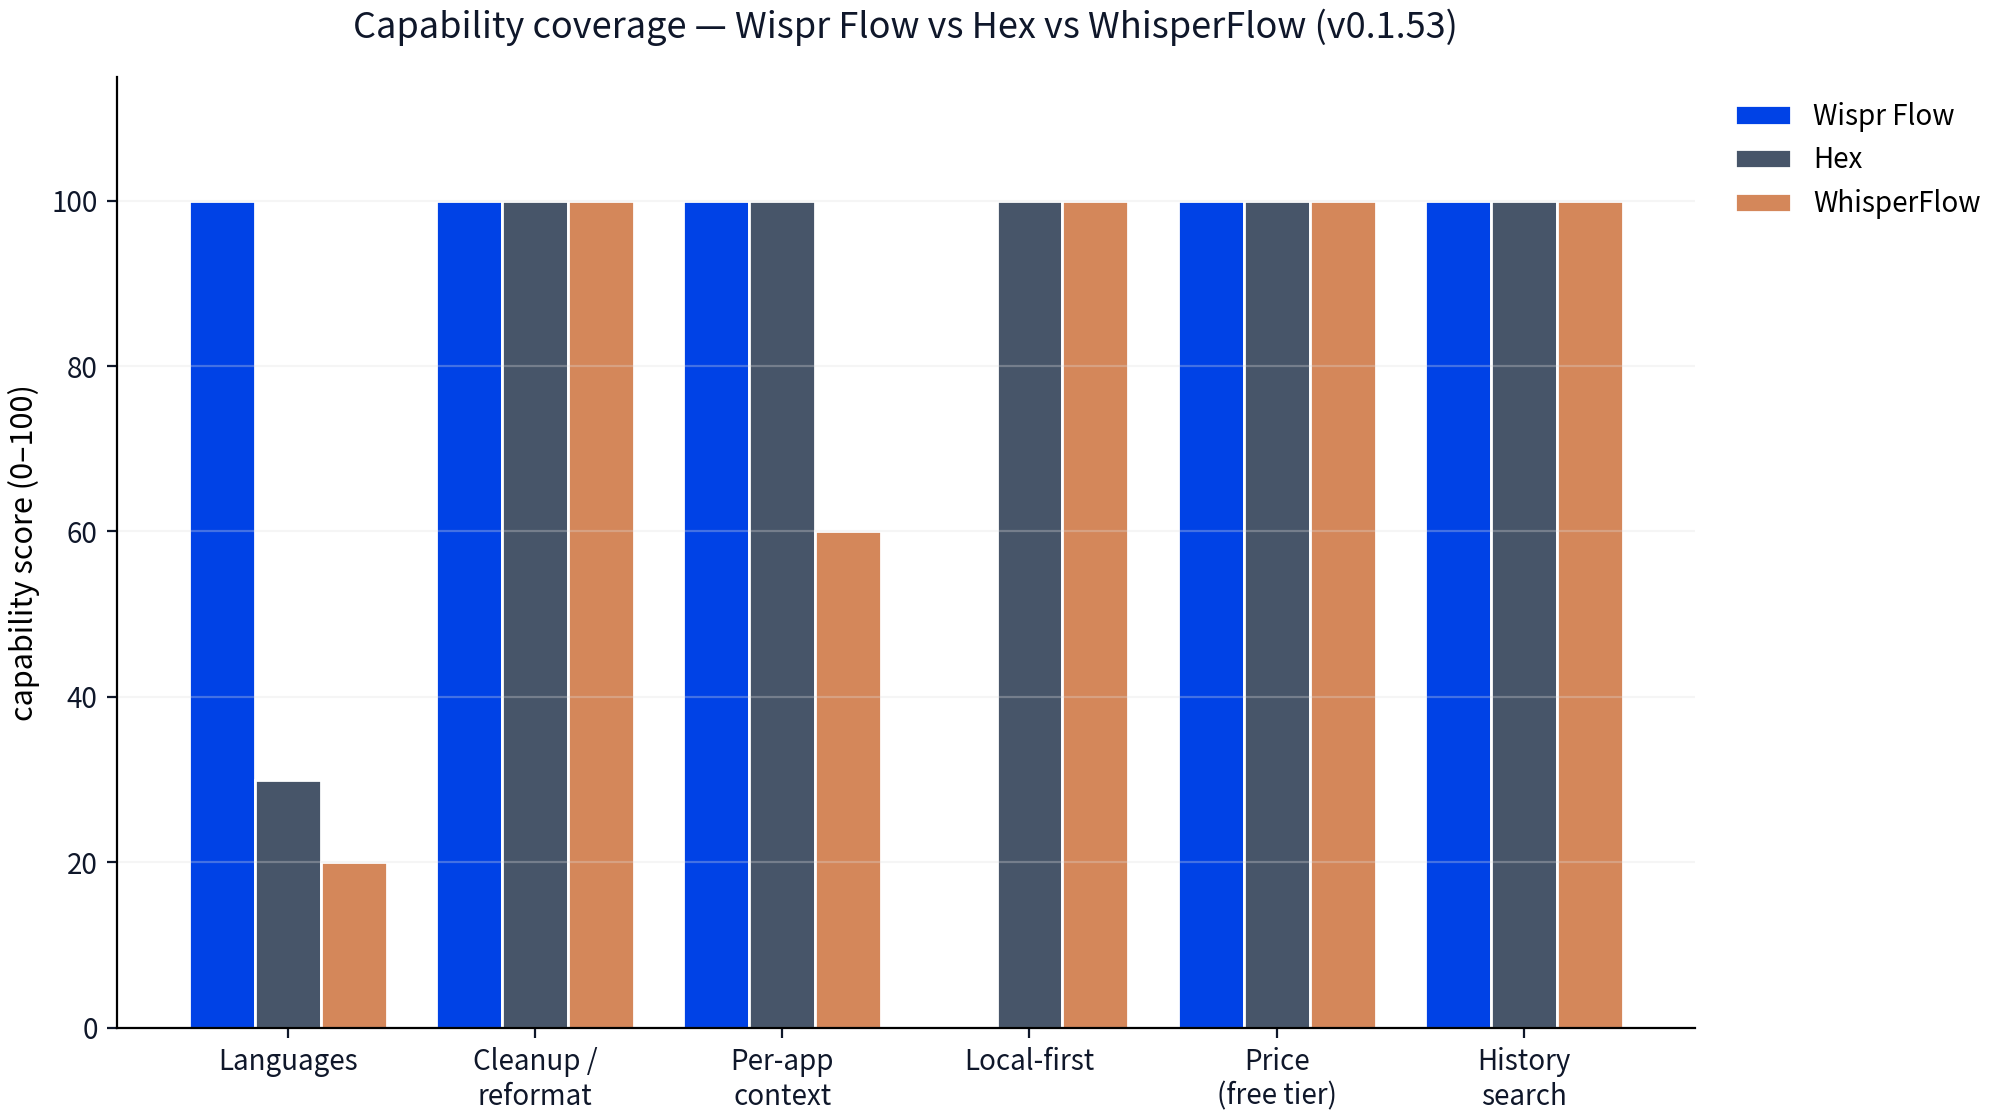 Capability coverage — Wispr Flow vs Hex vs WhisperFlow (v0.1.53)
Wispr Flow
Hex
WhisperFlow
capability score (0–100)
100
80
60
40
20
0
Languages
Cleanup /
reformat
Per-app
context
Local-first
Price
(free tier)
History
search